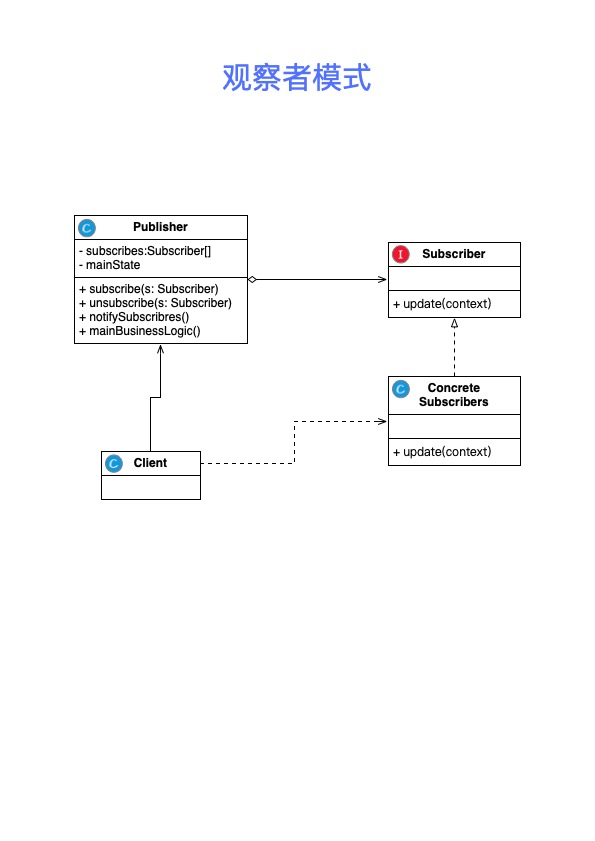 观察者模式
C Publisher
- subscribes:Subscriber[]
- mainState
+ subscribe(s: Subscriber)
+ unsubscribe(s: Subscriber)
+ notifySubscribres()
+ mainBusinessLogic()
I Subscriber
+ update(context)
C Concrete
Subscribers
+ update(context)
C Client